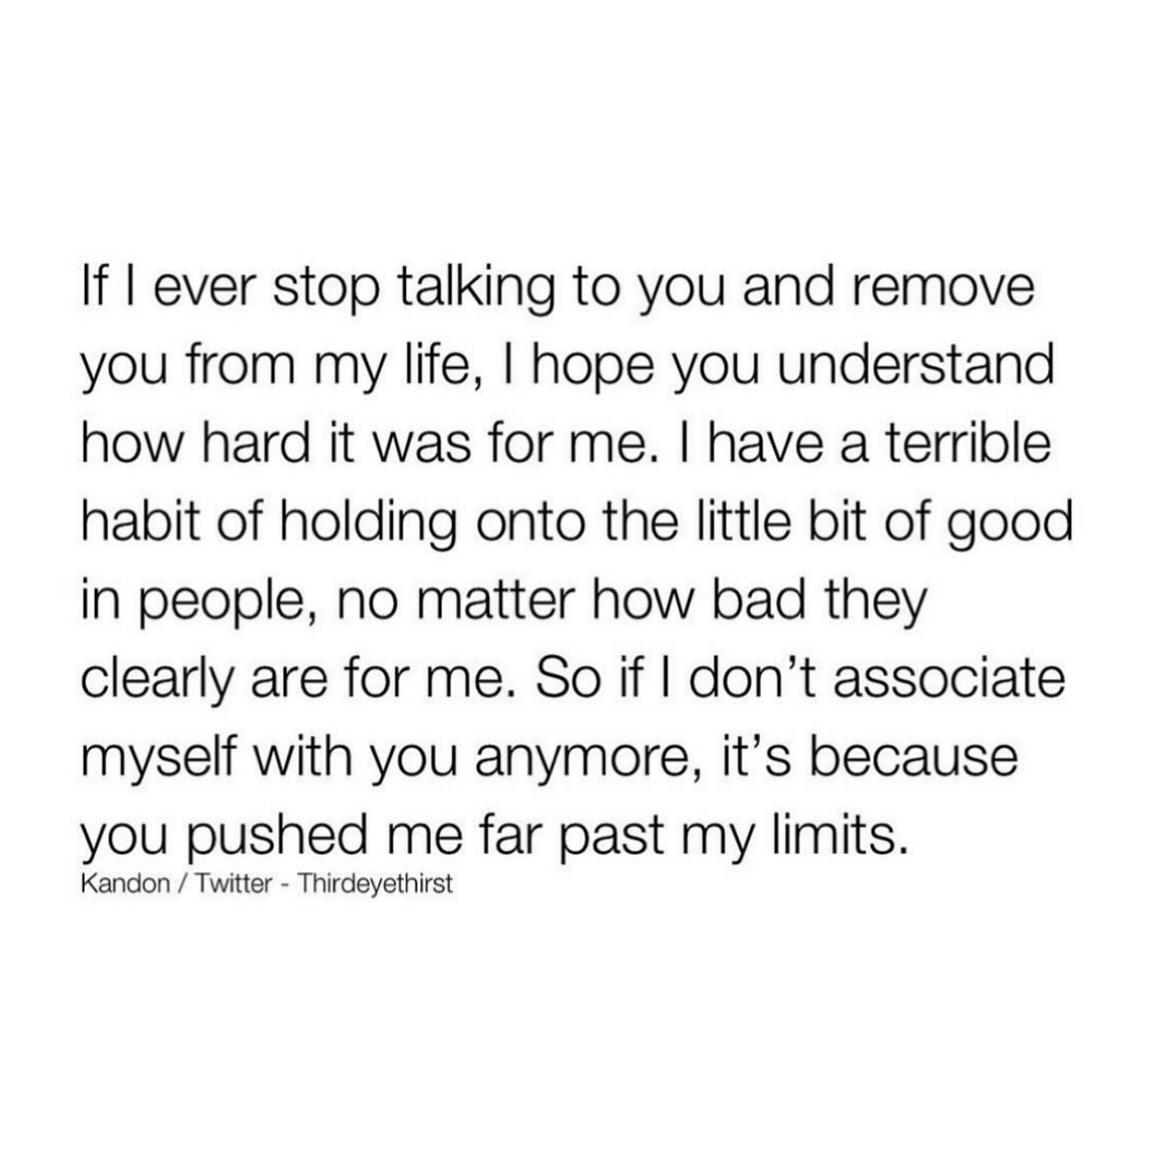 If I ever stop talking to you and remove
you from my life, I hope you understand
how hard it was for me. I have a terrible
habit of holding onto the little bit of good
in people, no matter how bad they
clearly are for me. So if I don’t associate
myself with you anymore, it’s because
you pushed me far past my limits.
Kandon / Twitter - Thirdeyethirst